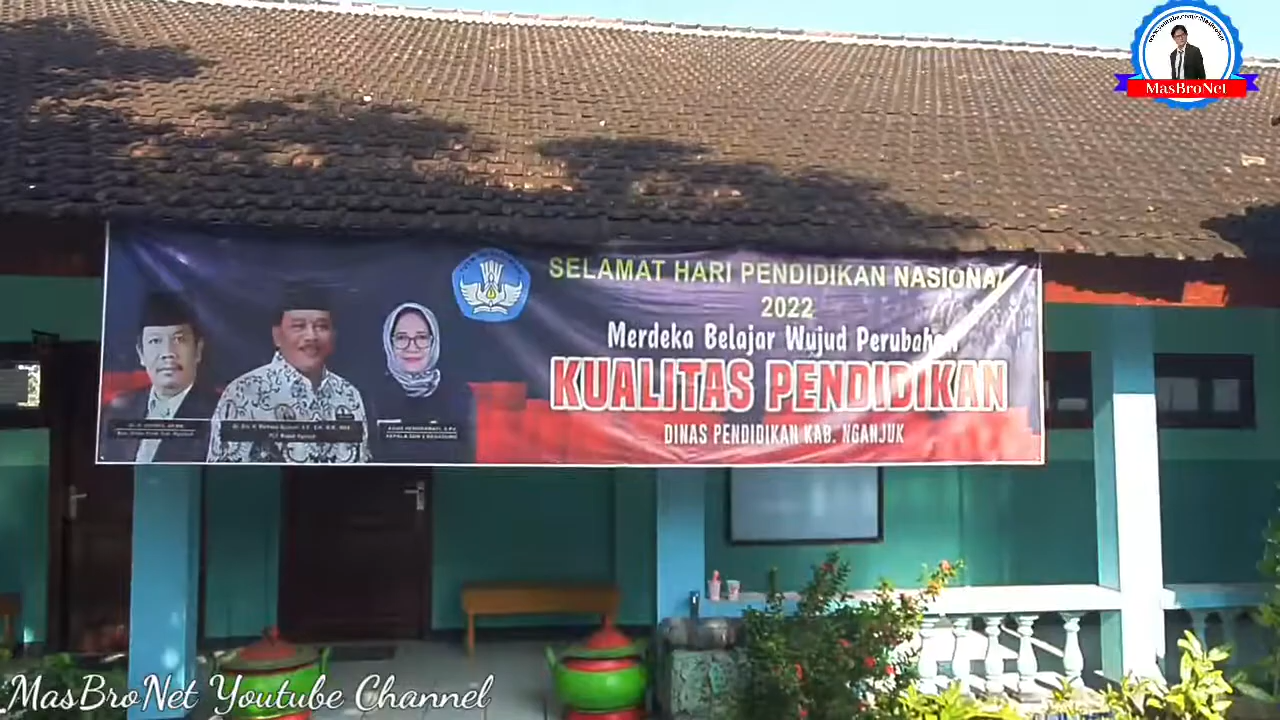 MasBroNet
SELAMAT HARI PENDIDIKAN NASIONAL
2022
Merdeka Belajar Wujud Perubahan
KUALITAS PENDIDIKAN
DINAS PENDIDIKAN KAB. NGANJUK
MasBroNet Youtube Channel